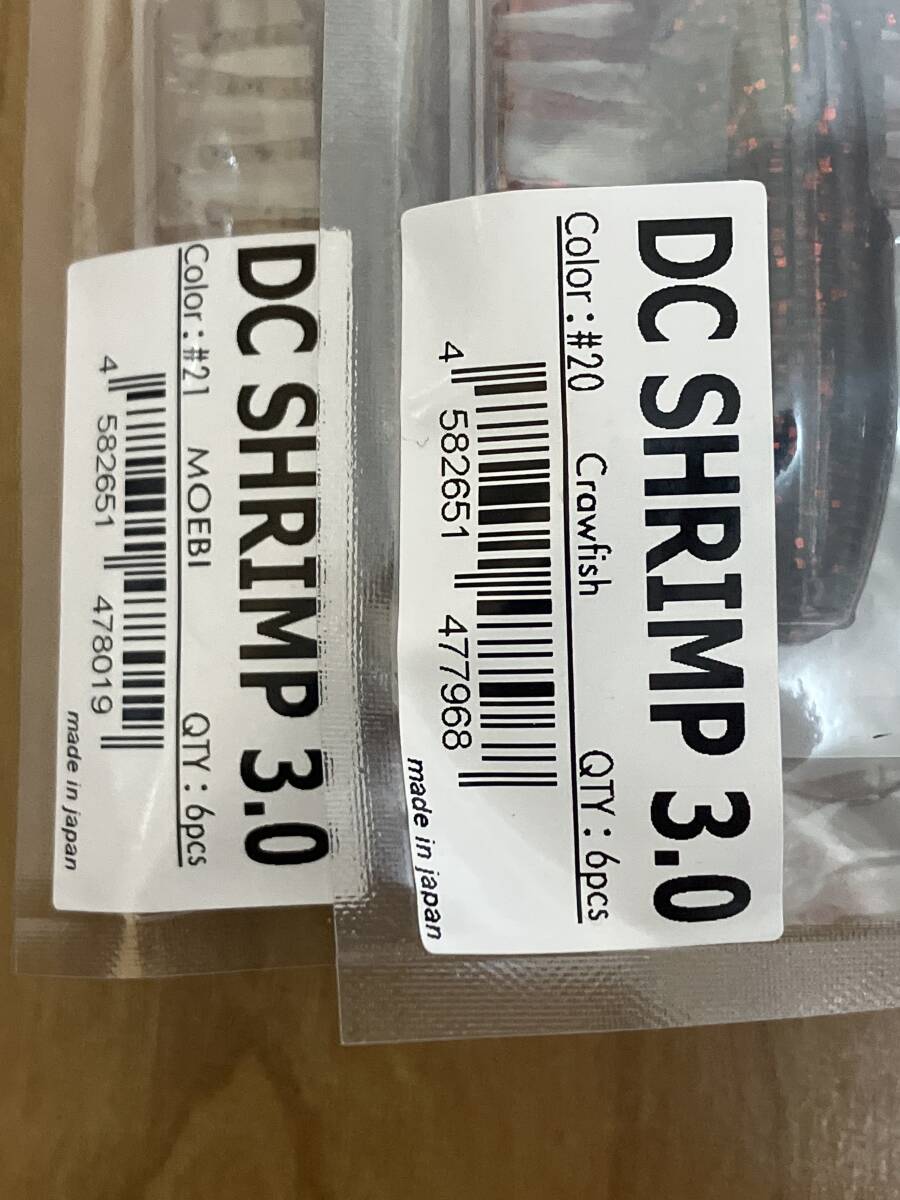 DC SHRIMP 3.0
Color:#21 MOEBI QTY:6pcs
4 582651 478019
made in japan
DC SHRIMP 3.0
Color:#20 Crawfish QTY:6pcs
4 582651 477968
made in japan